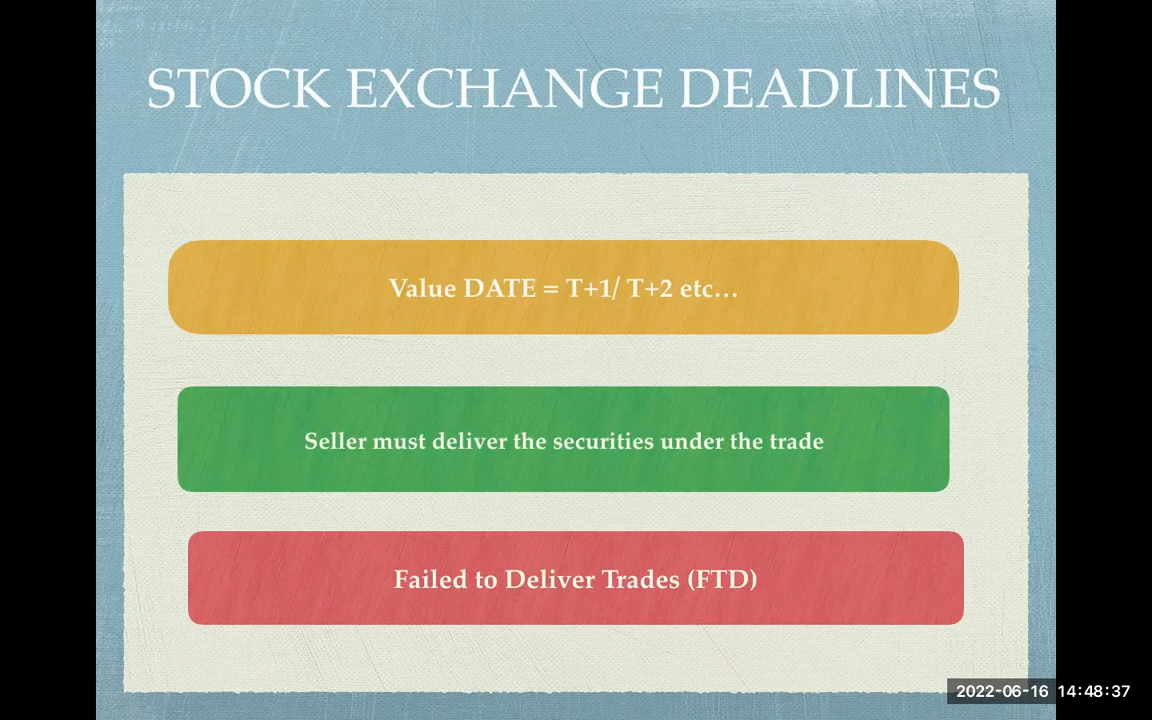 STOCK EXCHANGE DEADLINES
Value DATE = T+1/ T+2 etc…
Seller must deliver the securities under the trade
Failed to Deliver Trades (FTD)
2022-06-16 14:48:37